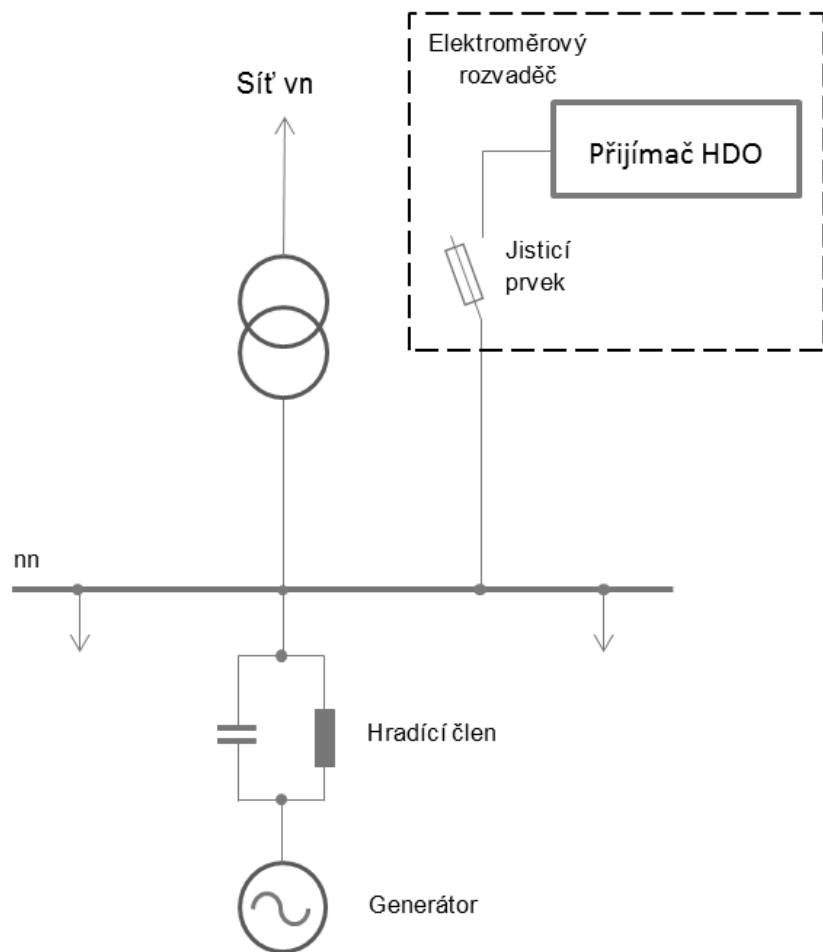 Elektroměrový
rozvaděč
Síť vn
Přijímač HDO
Jisticí
prvek
nn
Hradící člen
Generátor